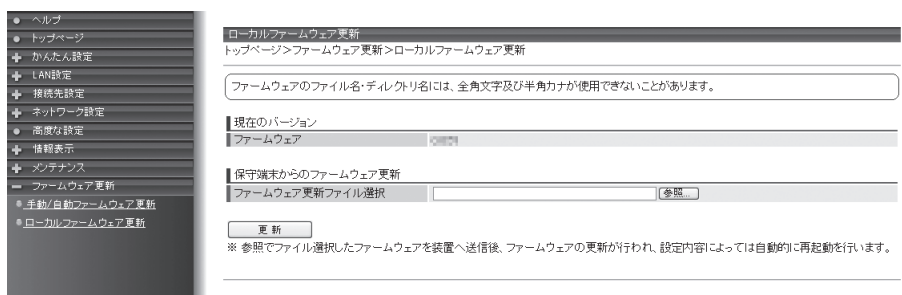 ヘルプ
トップページ
かんたん設定
LAN設定
接続先設定
ネットワーク設定
高度な設定
情報表示
メンテナンス
ファームウェア更新
手動/自動ファームウェア更新
ローカルファームウェア更新
ローカルファームウェア更新
トップページ>ファームウェア更新>ローカルファームウェア更新
ファームウェアのファイル名・ディレクトリ名には、全角文字及び半角カナが使用できないことがあります。
現在のバージョン
ファームウェア
保守端末からのファームウェア更新
ファームウェア更新ファイル選択 参照...
更新
※ 参照でファイル選択したファームウェアを装置へ送信後、ファームウェアの更新が行われ、設定内容によっては自動的に再起動を行います。